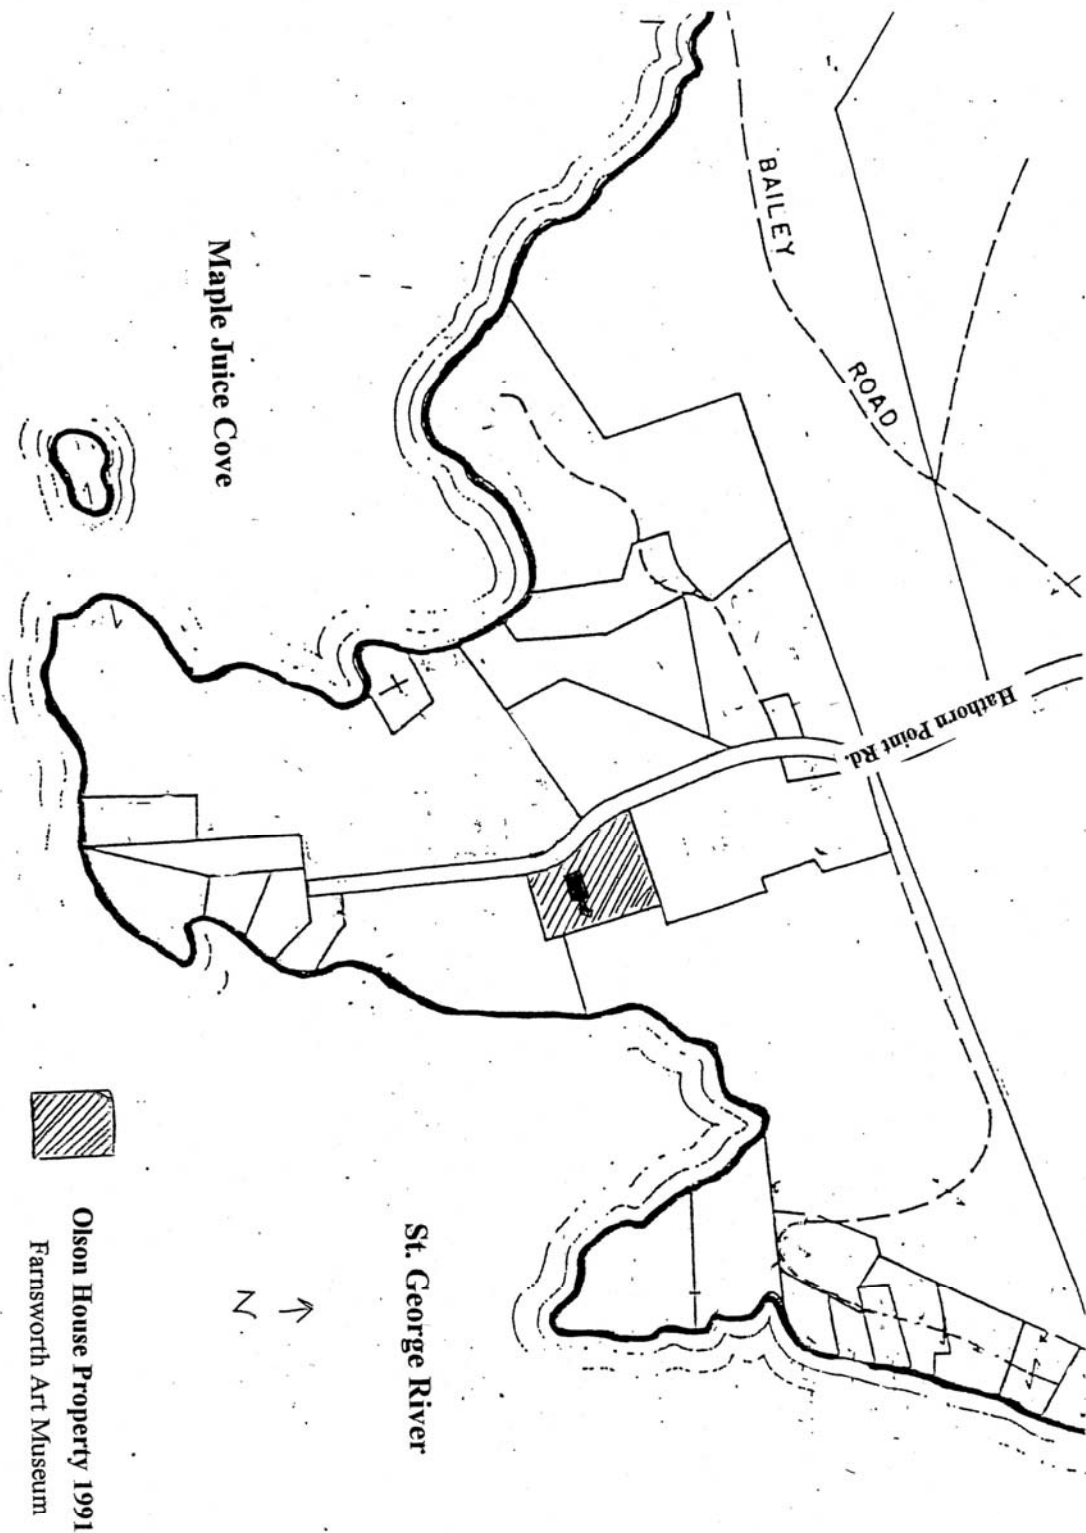 BAILEY
ROAD
Hathorn Point Rd.
Maple Juice Cove
St. George River
N
Olson House Property 1991
Farnsworth Art Museum